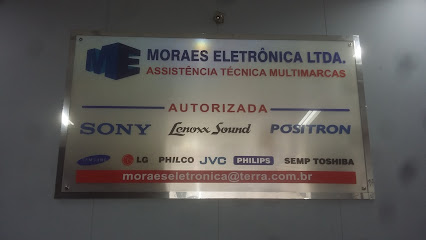 ME MORAES ELETRÔNICA LTDA.
ASSISTÊNCIA TÉCNICA MULTIMARCAS
AUTORIZADA
SONY Lenoxx Sound POSITRON
SAMSUNG LG PHILCO JVC PHILIPS SEMP TOSHIBA
moraeseletronica@terra.com.br